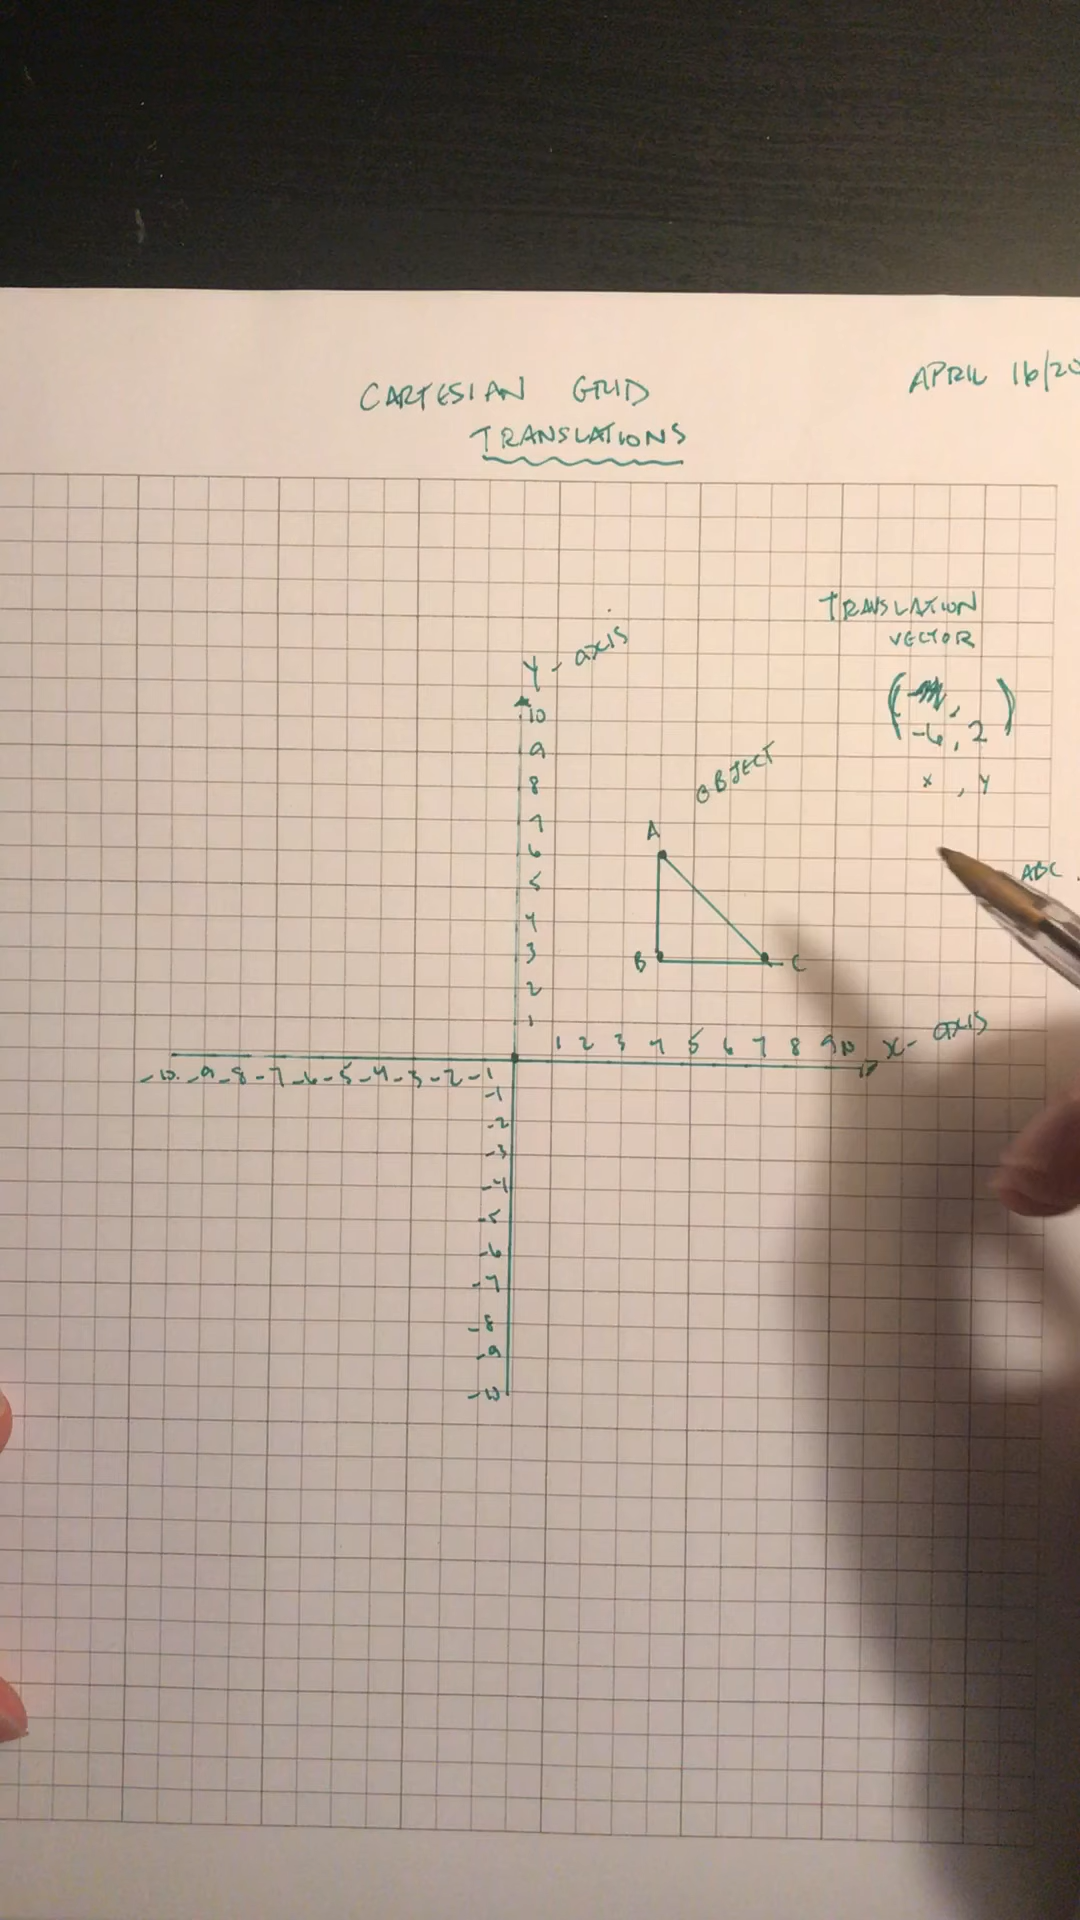 CARTESIAN GRID
TRANSLATIONS
APRIL 16/20
TRANSLATION
VECTOR
-6, 2
x , y
Y - axis
10
9
8
7
6
5
4
3
2
1
OBJECT
A
B
C
ABC
1 2 3 4 5 6 7 8 9 10 x - axis
-10 -9 -8 -7 -6 -5 -4 -3 -2 -1
-1
-2
-3
-4
-5
-6
-7
-8
-9
-10